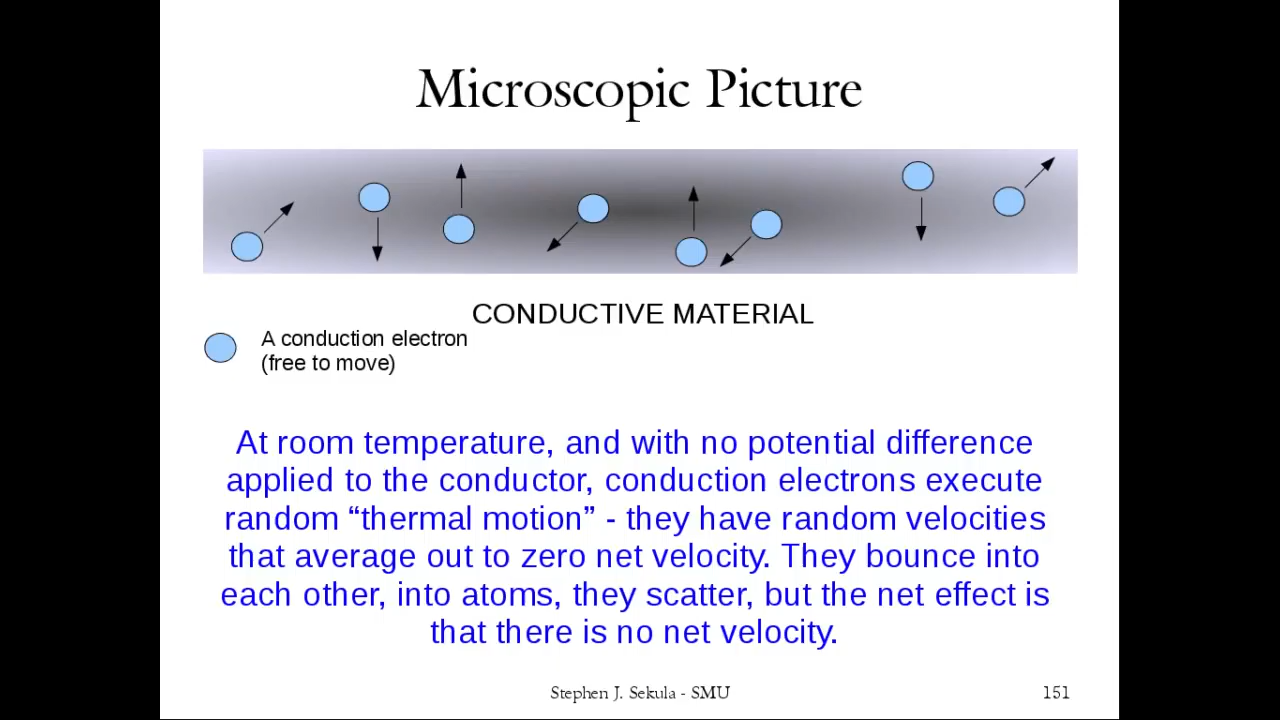 Microscopic Picture
CONDUCTIVE MATERIAL
A conduction electron
(free to move)
At room temperature, and with no potential difference
applied to the conductor, conduction electrons execute
random “thermal motion” - they have random velocities
that average out to zero net velocity. They bounce into
each other, into atoms, they scatter, but the net effect is
that there is no net velocity.
Stephen J. Sekula - SMU
151